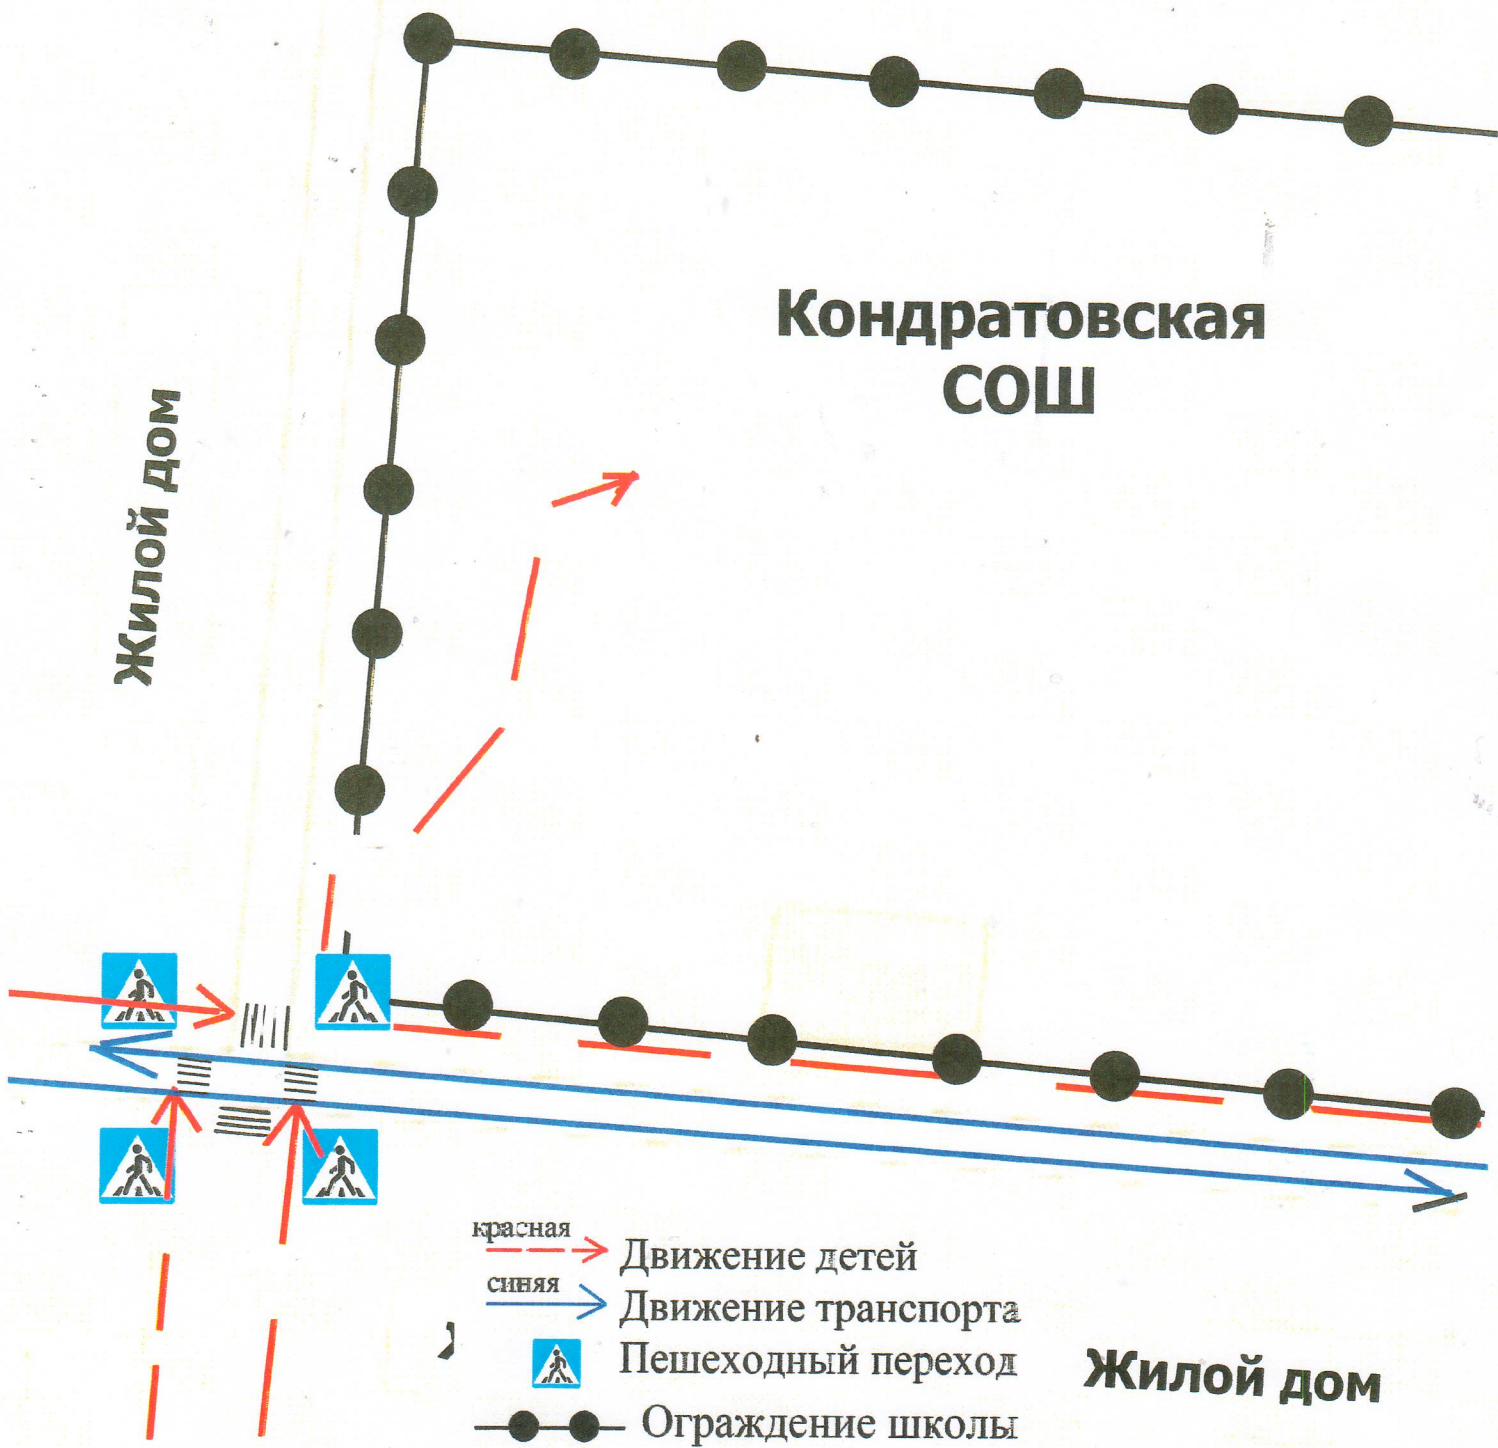 Кондратовская
СОШ
Жилой дом
красная
Движение детей
синяя
Движение транспорта
Пешеходный переход
Ограждение школы
Жилой дом